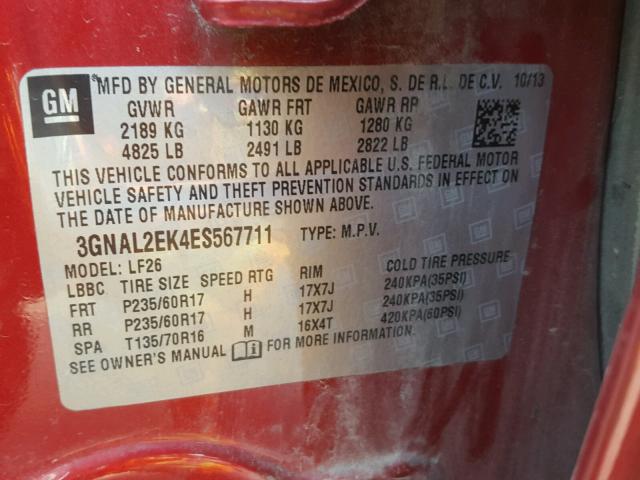 GM
*MFD BY GENERAL MOTORS DE MEXICO, S. DE R.L. DE C.V. 10/13
GVWR GAWR FRT GAWR RR
2189 KG 1130 KG 1280 KG
4825 LB 2491 LB 2822 LB
THIS VEHICLE CONFORMS TO ALL APPLICABLE U.S. FEDERAL MOTOR
VEHICLE SAFETY AND THEFT PREVENTION STANDARDS IN EFFECT ON
THE DATE OF MANUFACTURE SHOWN ABOVE.
3GNAL2EK4ES567711 TYPE: M.P.V.
MODEL: LF26
LBBC TIRE SIZE SPEED RTG RIM COLD TIRE PRESSURE
FRT P235/60R17 H 17X7J 240KPA(35PSI)
RR P235/60R17 H 17X7J 240KPA(35PSI)
SPA T135/70R16 M 16X4T 420KPA(60PSI)
SEE OWNER'S MANUAL FOR MORE INFORMATION.